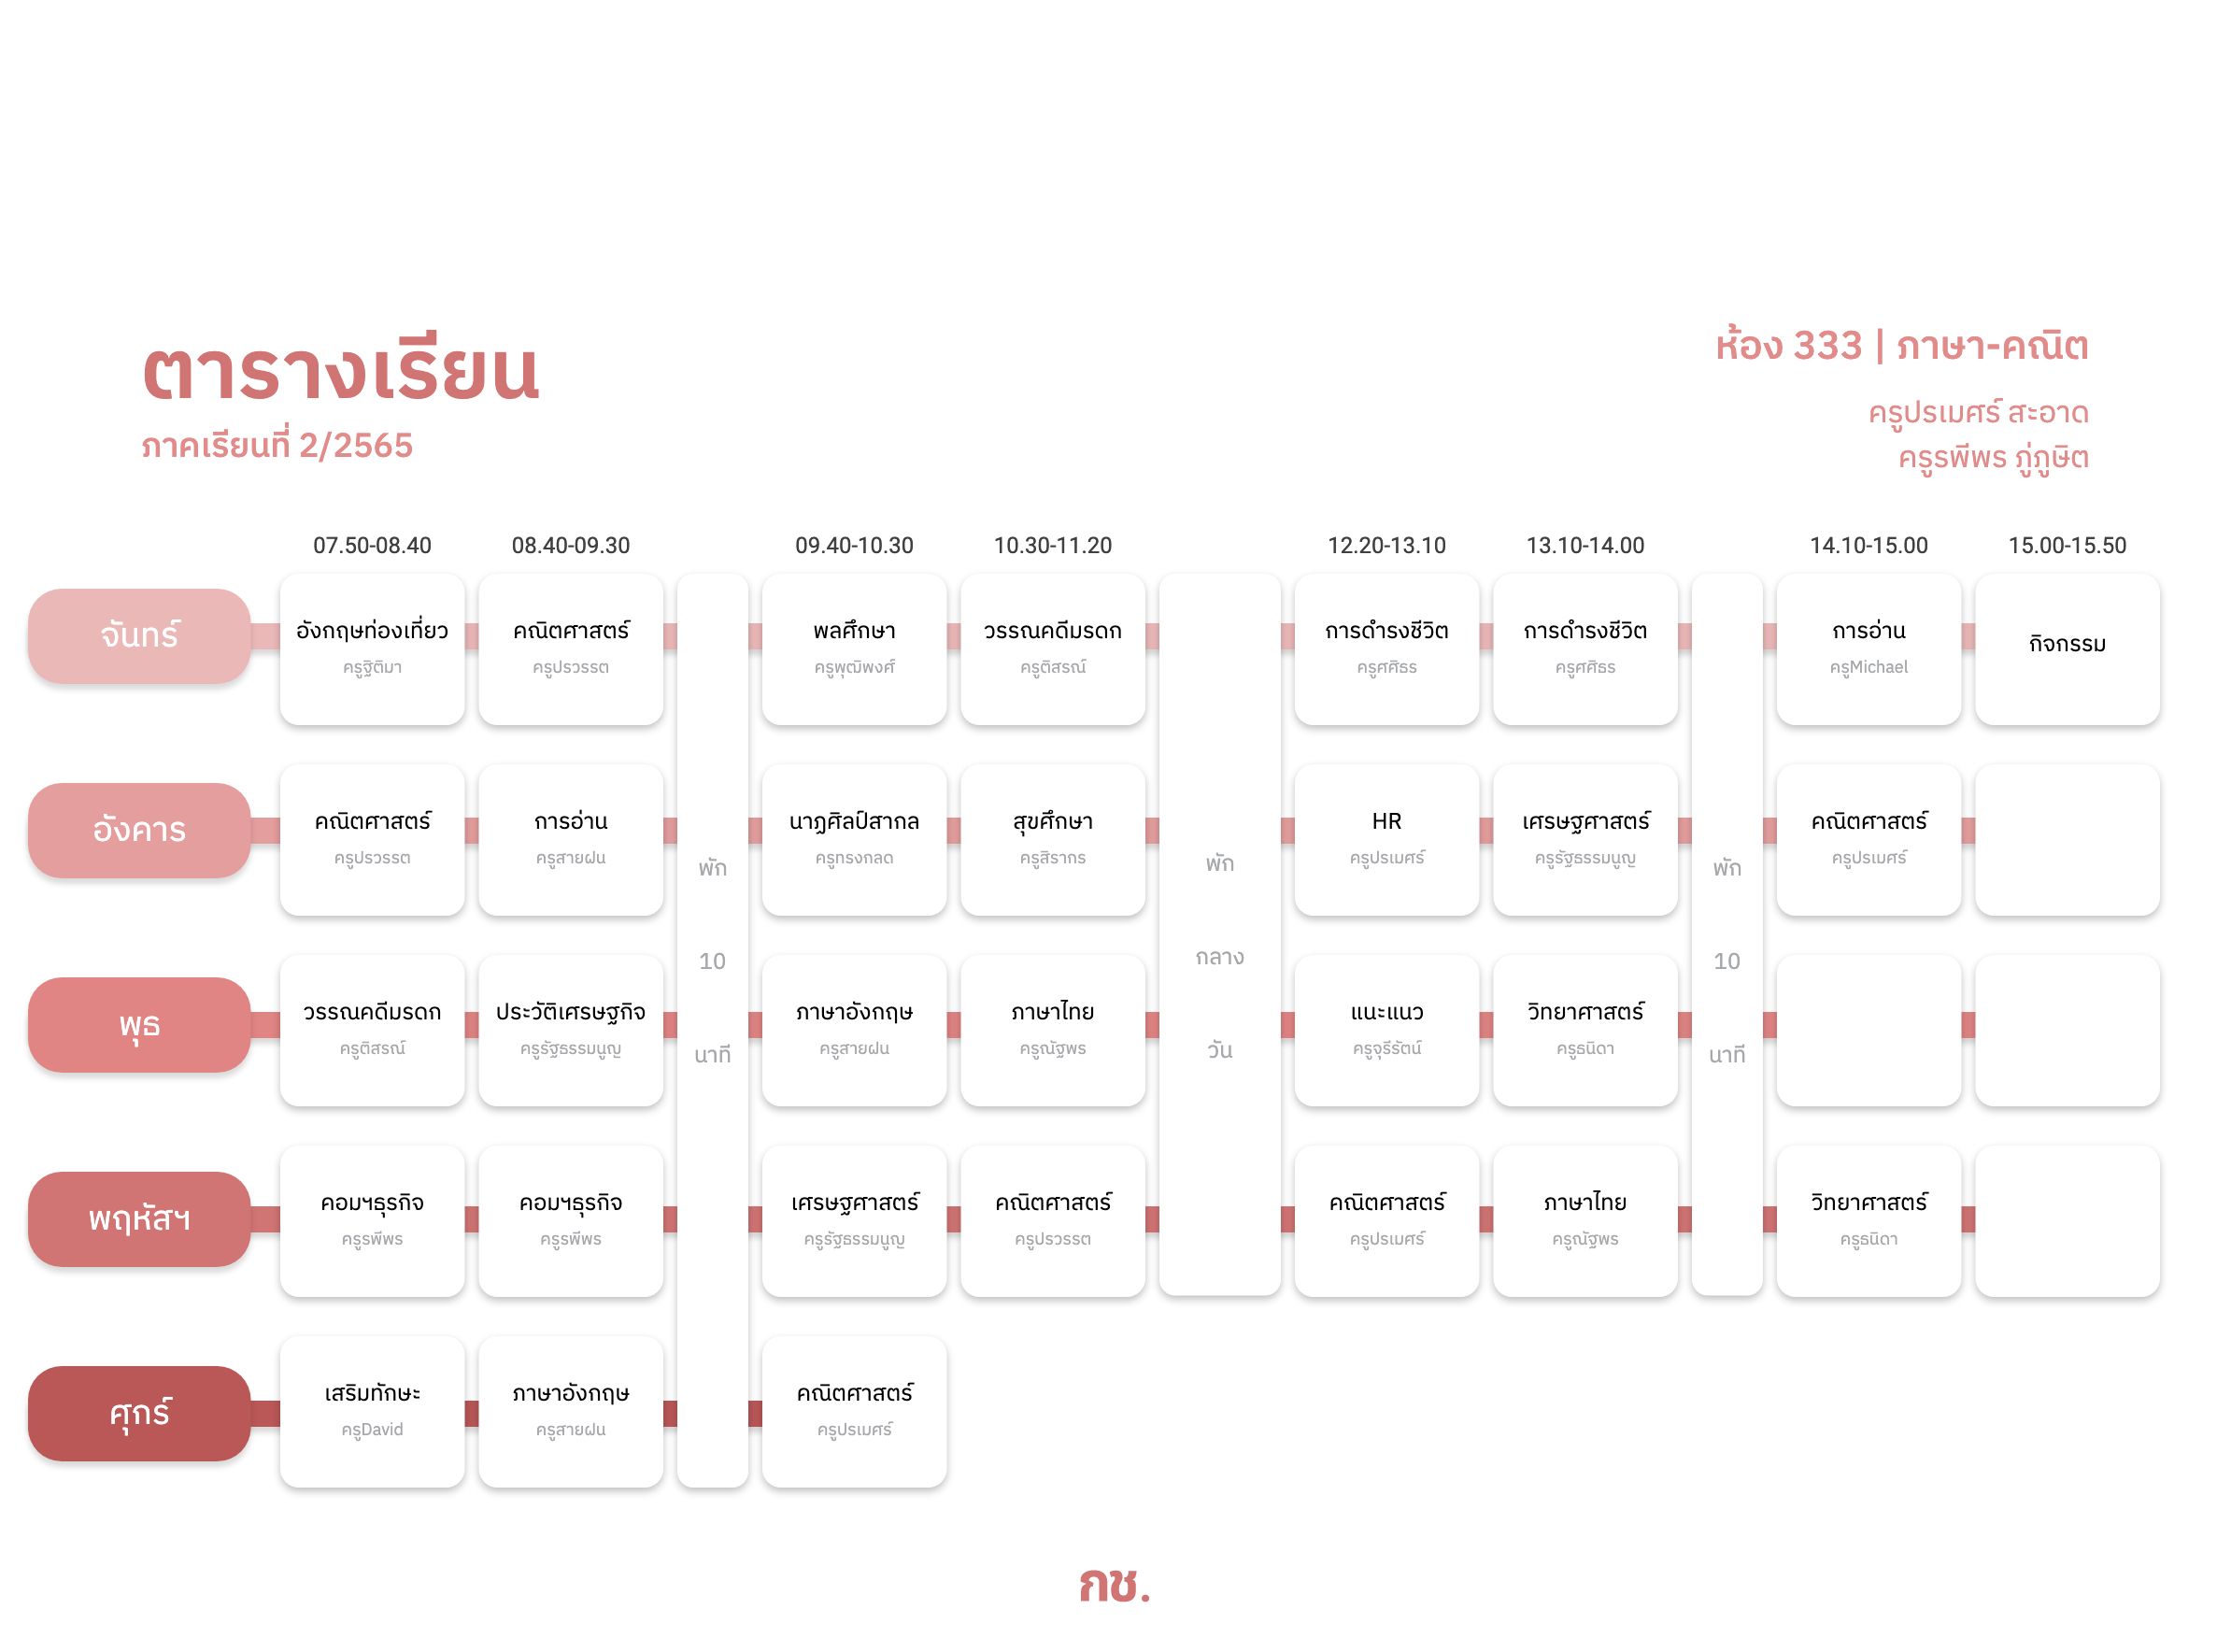 ตารางเรียน
ภาคเรียนที่ 2/2565
ห้อง 333 | ภาษา-คณิต
ครูปรเมศร์ สะอาด
ครูรพีพร ภู่ภูษิต
07.50-08.40 08.40-09.30 09.40-10.30 10.30-11.20 12.20-13.10 13.10-14.00 14.10-15.00 15.00-15.50
จันทร์
อังกฤษท่องเที่ยว คณิตศาสตร์ พลศึกษา วรรณคดีมรดก การดำรงชีวิต การดำรงชีวิต การอ่าน กิจกรรม
ครูฐิติมา ครูปรวรรต ครูพุฒิพงศ์ ครูติสรณ์ ครูศศิธร ครูศศิธร ครูMichael
อังคาร
คณิตศาสตร์ การอ่าน นาฏศิลป์สากล สุขศึกษา HR เศรษฐศาสตร์ คณิตศาสตร์
ครูปรวรรต ครูสายฝน ครูทรงกลด ครูสิรากร ครูปรเมศร์ ครูรัฐธรรมนูญ ครูปรเมศร์
พัก พัก พัก
10 กลาง 10
นาที วัน นาที
พุธ
วรรณคดีมรดก ประวัติเศรษฐกิจ ภาษาอังกฤษ ภาษาไทย แนะแนว วิทยาศาสตร์
ครูติสรณ์ ครูรัฐธรรมนูญ ครูสายฝน ครูณัฐพร ครูจุรีรัตน์ ครูธนิดา
พฤหัสฯ
คอมฯธุรกิจ คอมฯธุรกิจ เศรษฐศาสตร์ คณิตศาสตร์ คณิตศาสตร์ ภาษาไทย วิทยาศาสตร์
ครูรพีพร ครูรพีพร ครูรัฐธรรมนูญ ครูปรวรรต ครูปรเมศร์ ครูณัฐพร ครูธนิดา
ศุกร์
เสริมทักษะ ภาษาอังกฤษ คณิตศาสตร์
ครูDavid ครูสายฝน ครูปรเมศร์
กช.